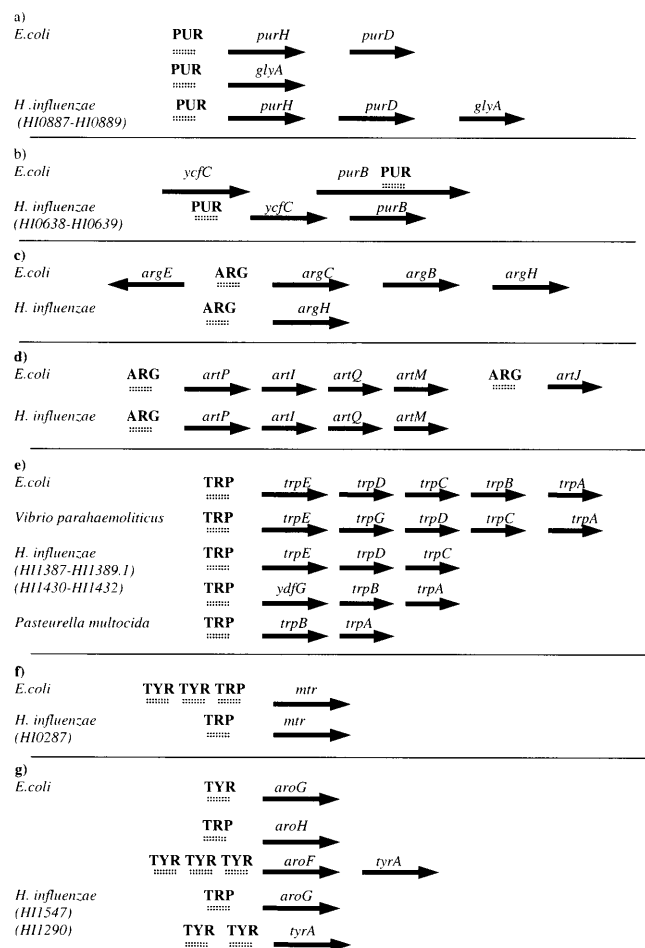 a)
E.coli PUR purH purD
PUR glyA
H .influenzae PUR purH purD glyA
(HI0887-HI0889)
b)
E.coli ycfC purB PUR
H. influenzae PUR ycfC purB
(HI0638-HI0639)
c)
E.coli argE ARG argC argB argH
H. influenzae ARG argH
d)
E.coli ARG artP artI artQ artM ARG artJ
H. influenzae ARG artP artI artQ artM
e)
E.coli TRP trpE trpD trpC trpB trpA
Vibrio parahaemoliticus TRP trpE trpG trpD trpC trpA
H. influenzae TRP trpE trpD trpC
(HI1387-HI1389.1)
(HI1430-HI1432) TRP ydfG trpB trpA
Pasteurella multocida TRP trpB trpA
f)
E.coli TYR TYR TRP mtr
H. influenzae TRP mtr
(HI0287)
g)
E.coli TYR aroG
TRP aroH
TYR TYR TYR aroF tyrA
H. influenzae TRP aroG
(HI1547)
(HI1290) TYR TYR tyrA